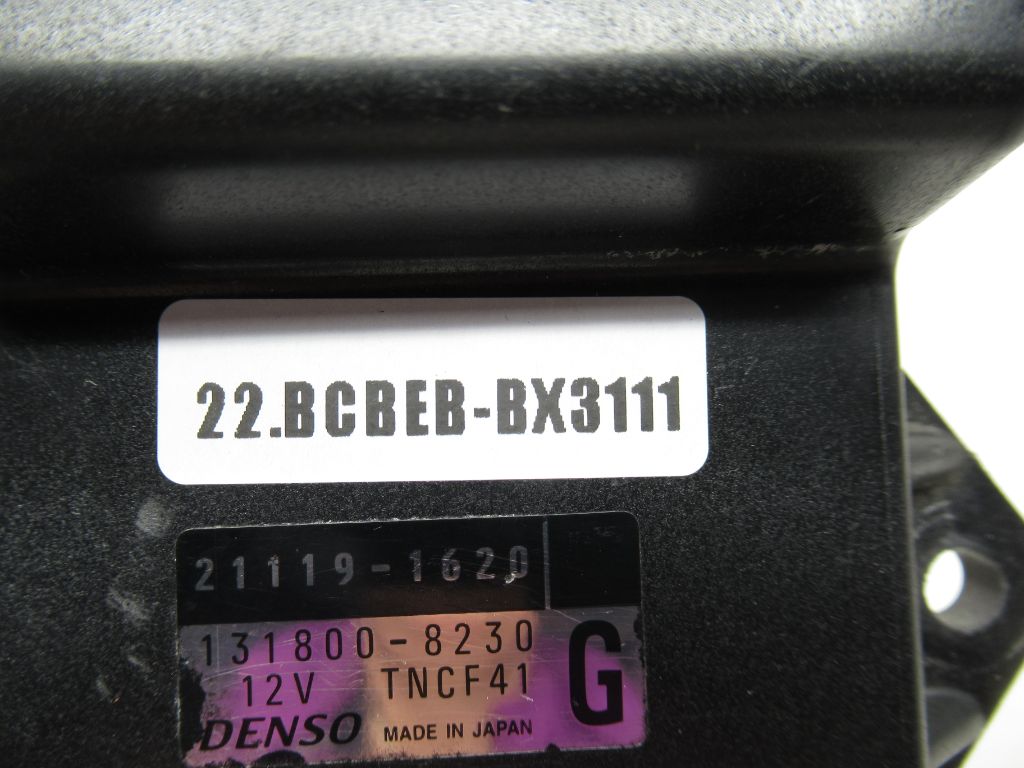 22.BCBEB-BX3111
21119-1620
131800-8230
12V TNCF41
G
DENSO MADE IN JAPAN